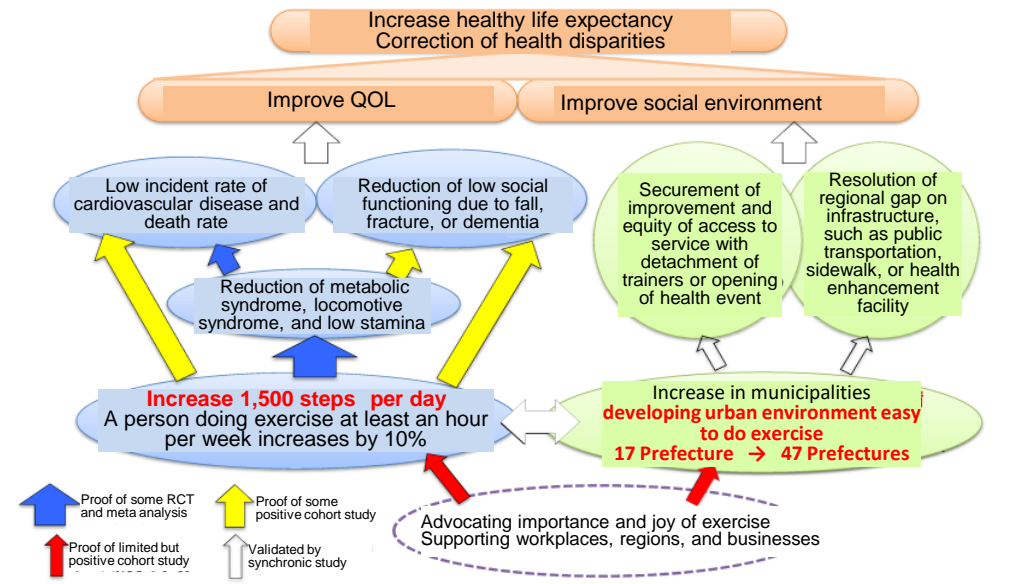 Increase healthy life expectancy
Correction of health disparities
Improve QOL
Improve social environment
Low incident rate of
cardiovascular disease and
death rate
Reduction of low social
functioning due to fall,
fracture, or dementia
Securement of
improvement and
equity of access to
service with
detachment of
trainers or opening
of health event
Resolution of
regional gap on
infrastructure,
such as public
transportation,
sidewalk, or health
enhancement
facility
Reduction of metabolic
syndrome, locomotive
syndrome, and low stamina
Increase 1,500 steps per day
A person doing exercise at least an hour
per week increases by 10%
Increase in municipalities
developing urban environment easy
to do exercise
17 Prefecture → 47 Prefectures
Advocating importance and joy of exercise
Supporting workplaces, regions, and businesses
Proof of some RCT
and meta analysis
Proof of some
positive cohort study
Proof of limited but
positive cohort study
Validated by
synchronic study